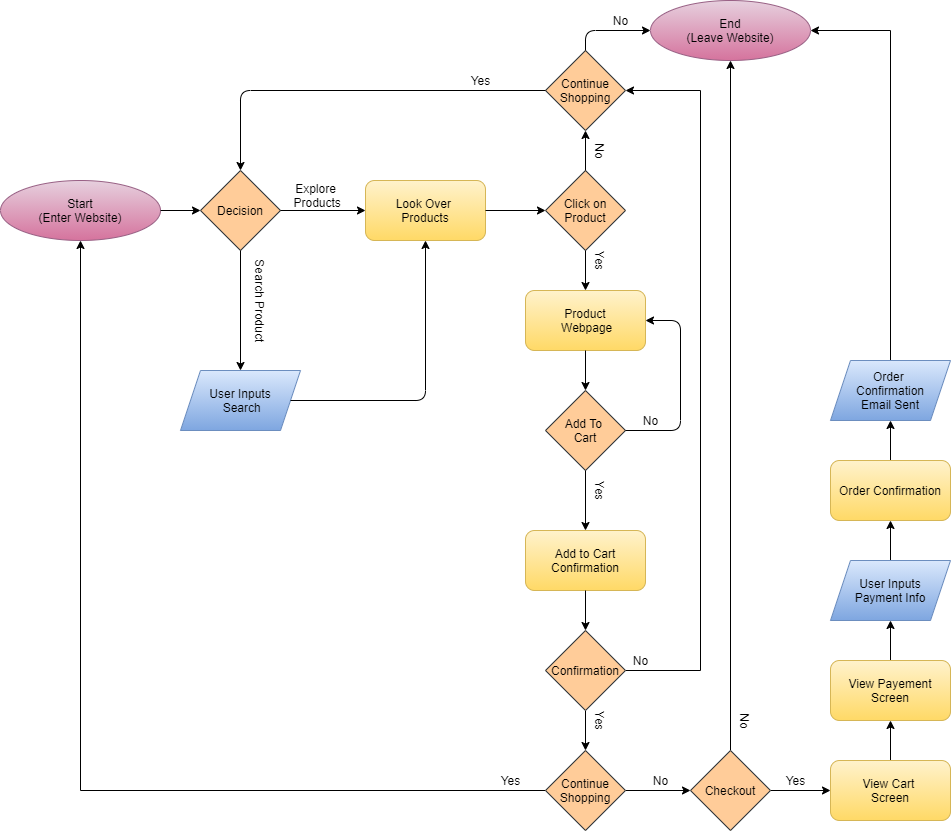 No
End
(Leave Website)
Yes
Continue
Shopping
No
Start
(Enter Website)
Decision
Explore
Products
Look Over
Products
Click on
Product
Yes
Search Product
Product
Webpage
User Inputs
Search
Add To
Cart
No
Order
Confirmation
Email Sent
Yes
Order Confirmation
Add to Cart
Confirmation
User Inputs
Payment Info
Confirmation
No
View Payement
Screen
Yes
No
Yes
Continue
Shopping
No
Checkout
Yes
View Cart
Screen